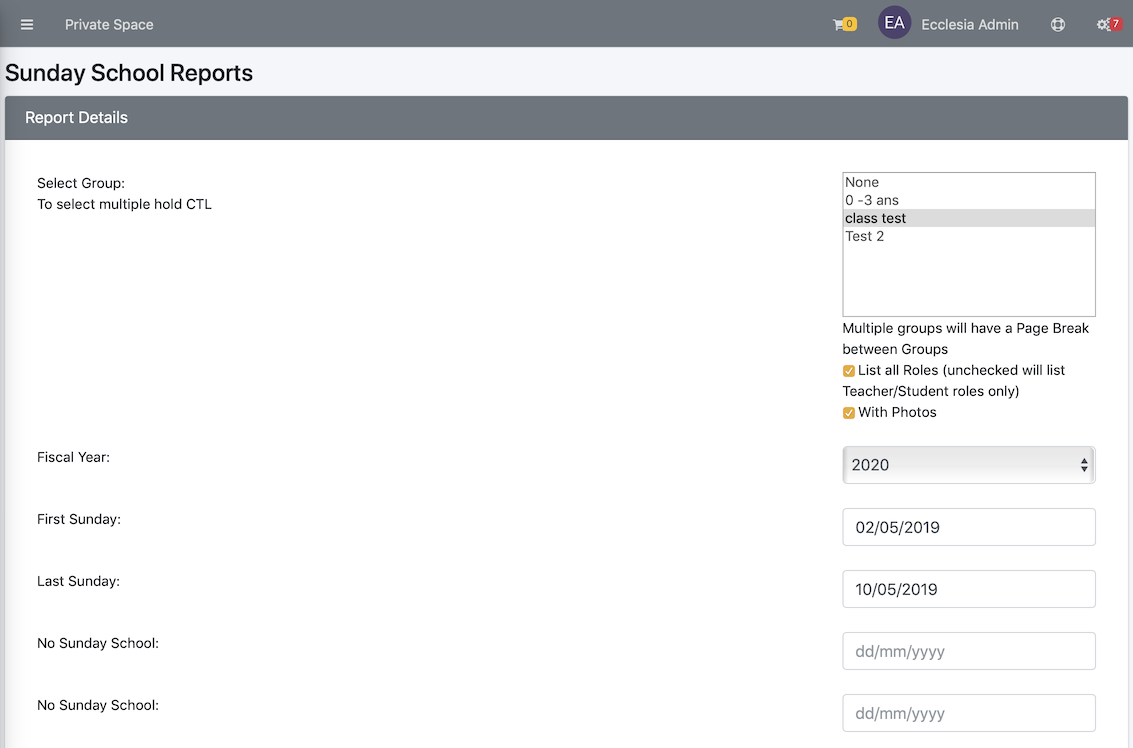 Private Space
0
EA
Ecclesia Admin
7
Sunday School Reports
Report Details
Select Group:
To select multiple hold CTL
None
0 -3 ans
class test
Test 2
Multiple groups will have a Page Break
between Groups
List all Roles (unchecked will list
Teacher/Student roles only)
With Photos
Fiscal Year:
2020
First Sunday:
02/05/2019
Last Sunday:
10/05/2019
No Sunday School:
dd/mm/yyyy
No Sunday School:
dd/mm/yyyy